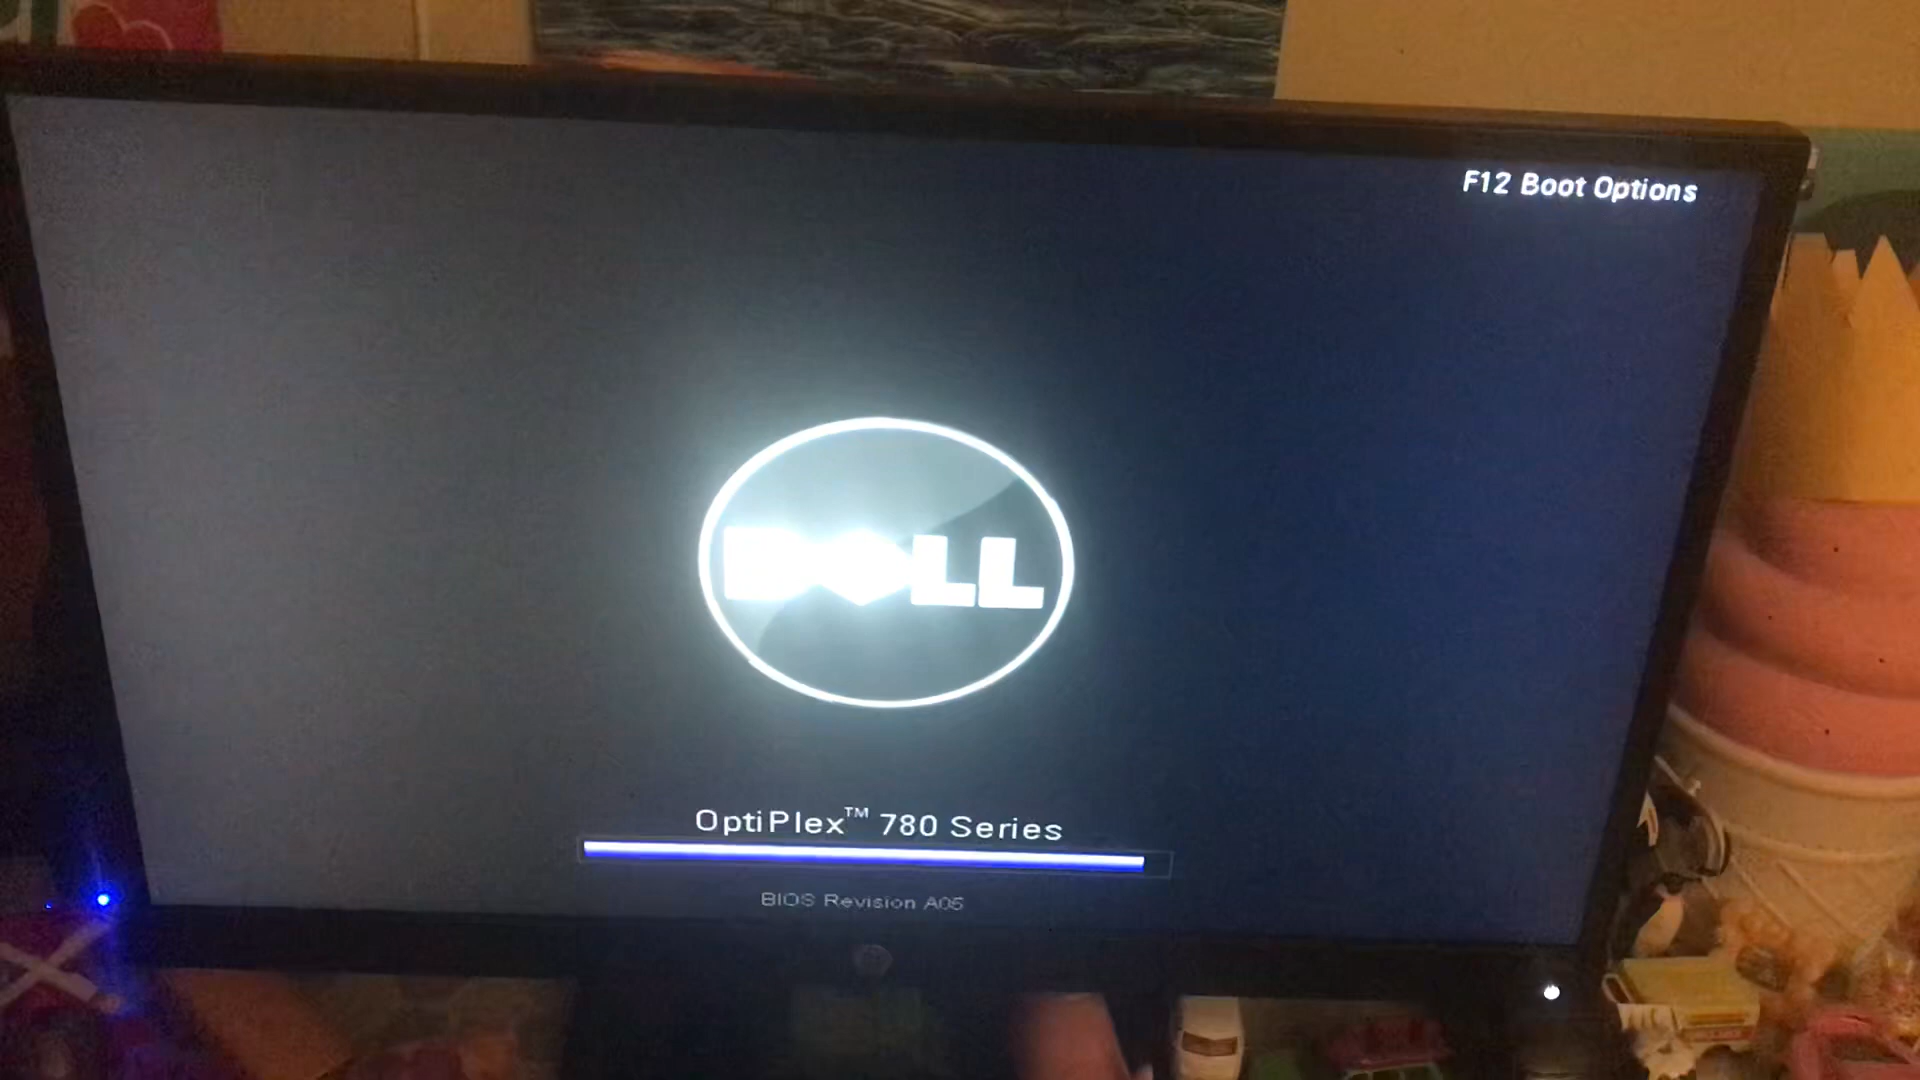 F12 Boot Options
DELL
OptiPlex™ 780 Series
BIOS Revision A05